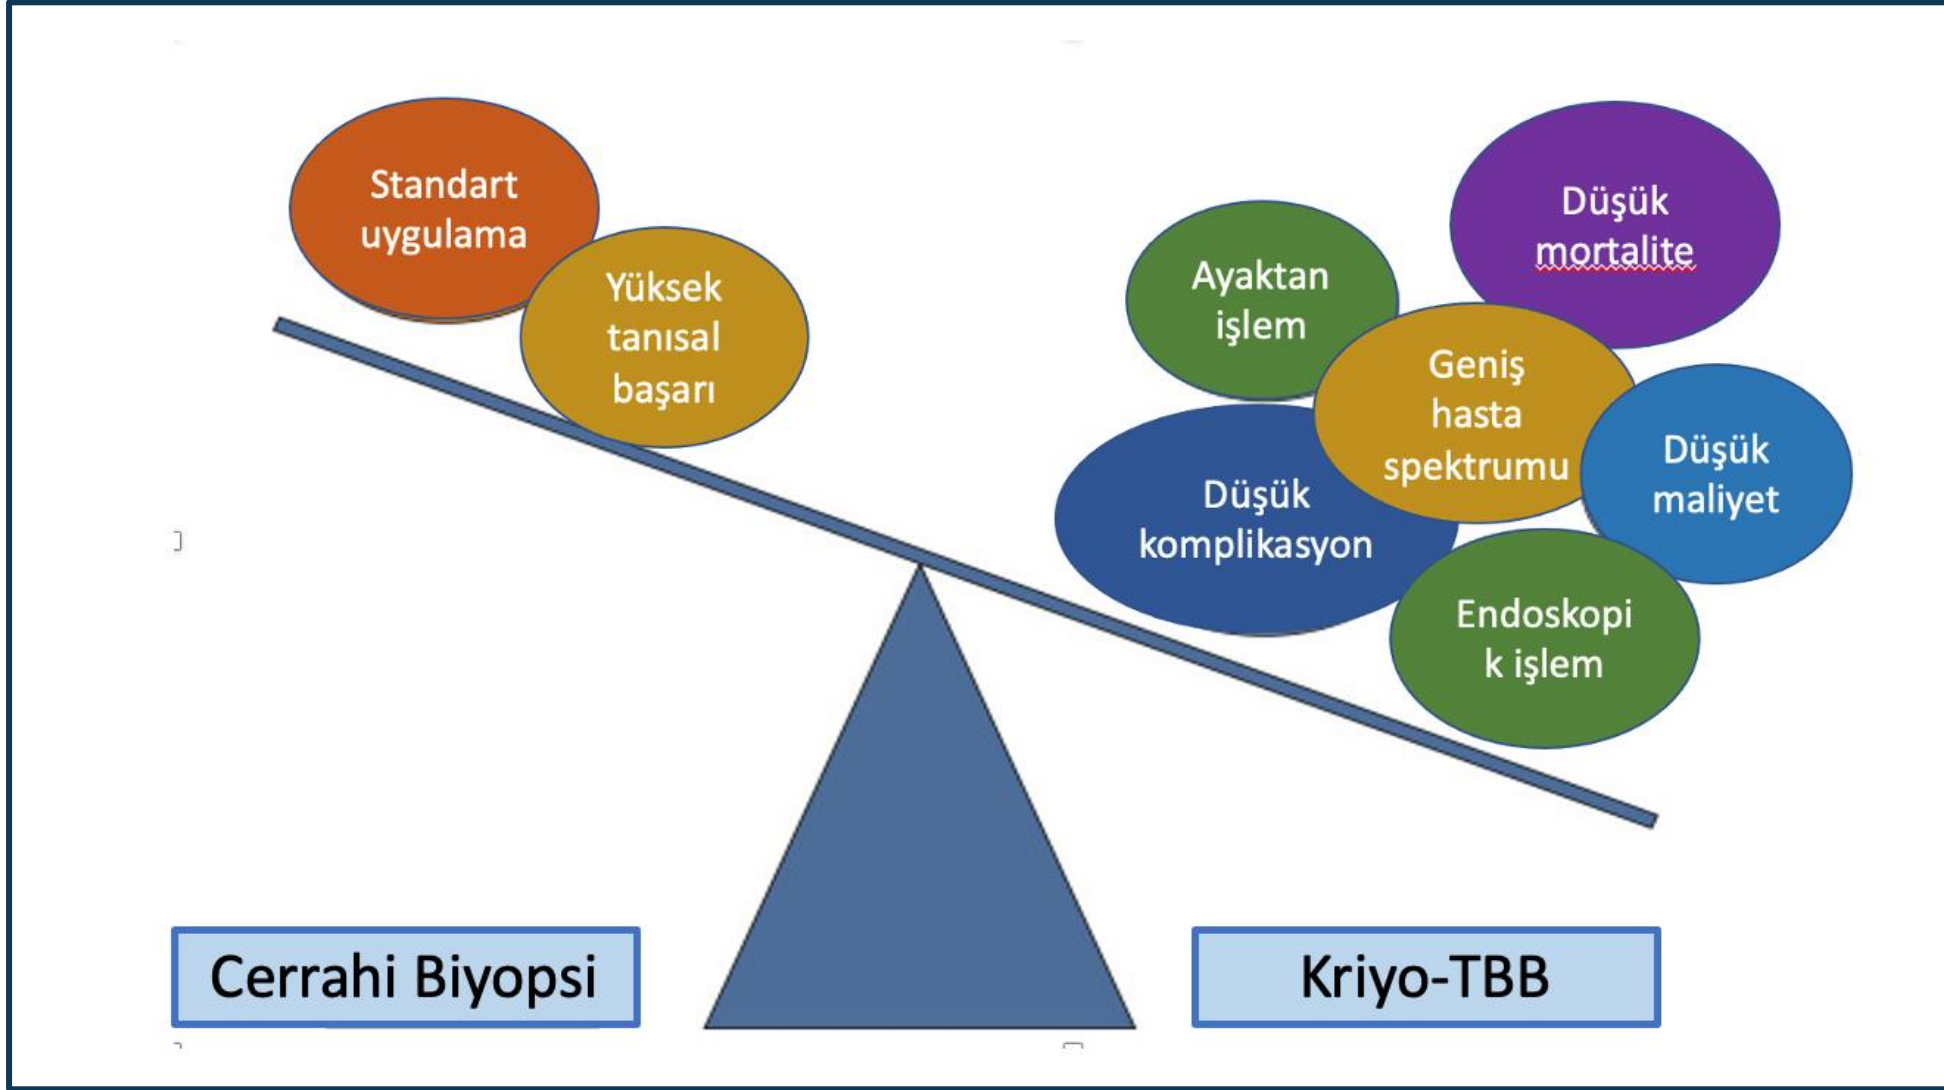 Standart
uygulama
Yüksek
tanısal
başarı
Düşük
mortalite
Ayaktan
işlem
Geniş
hasta
spektrumu
Düşük
maliyet
Düşük
komplikasyon
Endoskopi
k işlem
Cerrahi Biyopsi
Kriyo-TBB